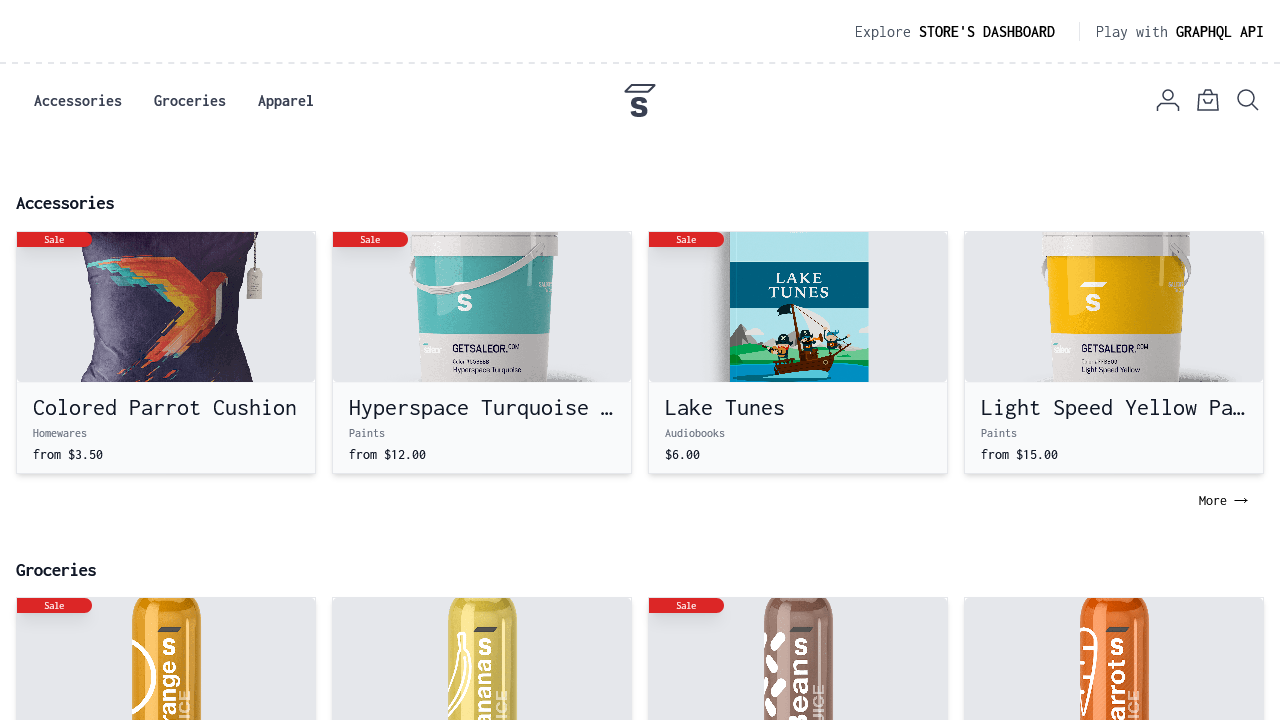 Explore STORE'S DASHBOARD
Play with GRAPHQL API
Accessories
Groceries
Apparel
S
Accessories
Sale
Colored Parrot Cushion
Homewares
from $3.50
Sale
S
GETSALEOR.COM
Hyperspace Turquoise
Hyperspace Turquoise ...
Paints
from $12.00
Sale
LAKE
TUNES
Lake Tunes
Audiobooks
$6.00
S
GETSALEOR.COM
Light Speed Yellow
Light Speed Yellow Pa...
Paints
from $15.00
More →
Groceries
Sale
S
range
UICE
S
anana
UICE
Sale
S
Bean
JUICE
S
arrot
UICE